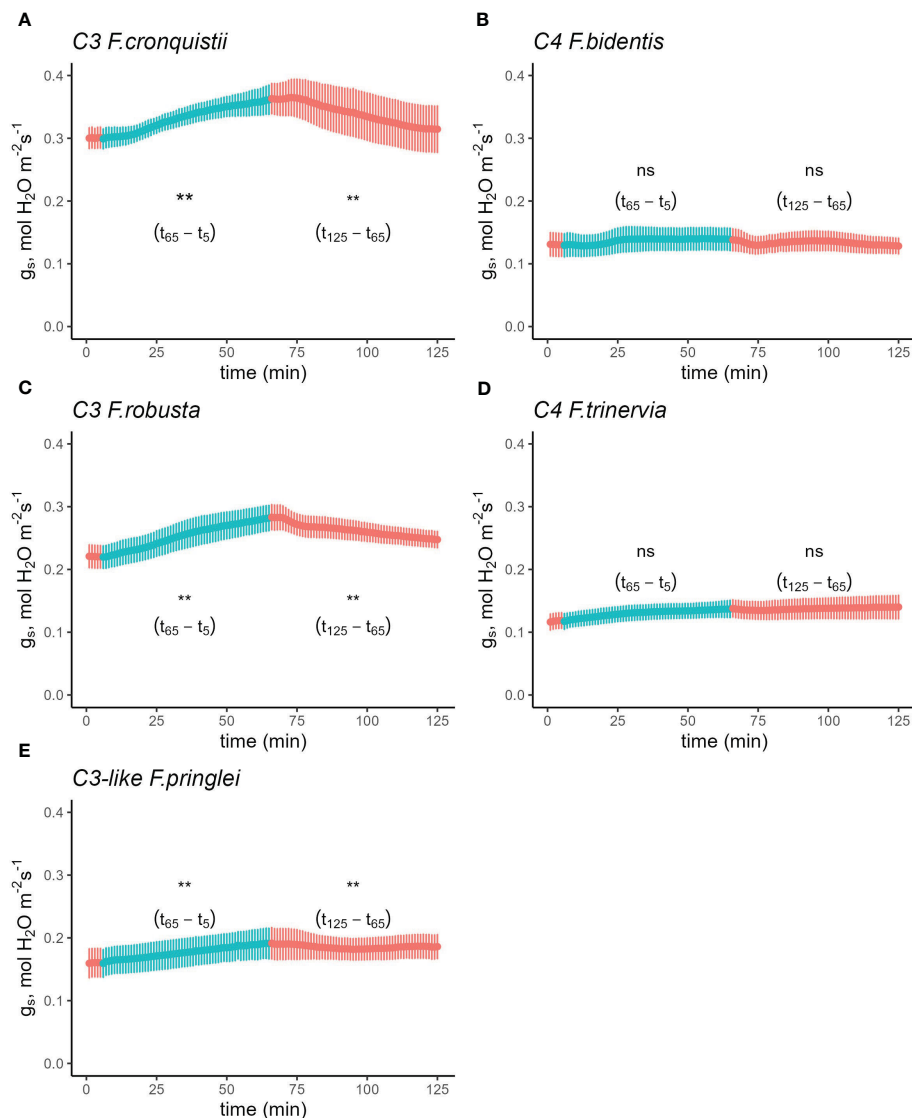 A
C3 F.cronquistii
0.4
0.3
0.2
0.1
0.0
gs, mol H2O m-2s-1
**
(t65 – t5)
**
(t125 – t65)
0 25 50 75 100 125
time (min)
B
C4 F.bidentis
0.4
0.3
0.2
0.1
0.0
gs, mol H2O m-2s-1
ns
(t65 – t5)
ns
(t125 – t65)
0 25 50 75 100 125
time (min)
C
C3 F.robusta
0.4
0.3
0.2
0.1
0.0
gs, mol H2O m-2s-1
**
(t65 – t5)
**
(t125 – t65)
0 25 50 75 100 125
time (min)
D
C4 F.trinervia
0.4
0.3
0.2
0.1
0.0
gs, mol H2O m-2s-1
ns
(t65 – t5)
ns
(t125 – t65)
0 25 50 75 100 125
time (min)
E
C3-like F.pringlei
0.4
0.3
0.2
0.1
0.0
gs, mol H2O m-2s-1
**
(t65 – t5)
**
(t125 – t65)
0 25 50 75 100 125
time (min)